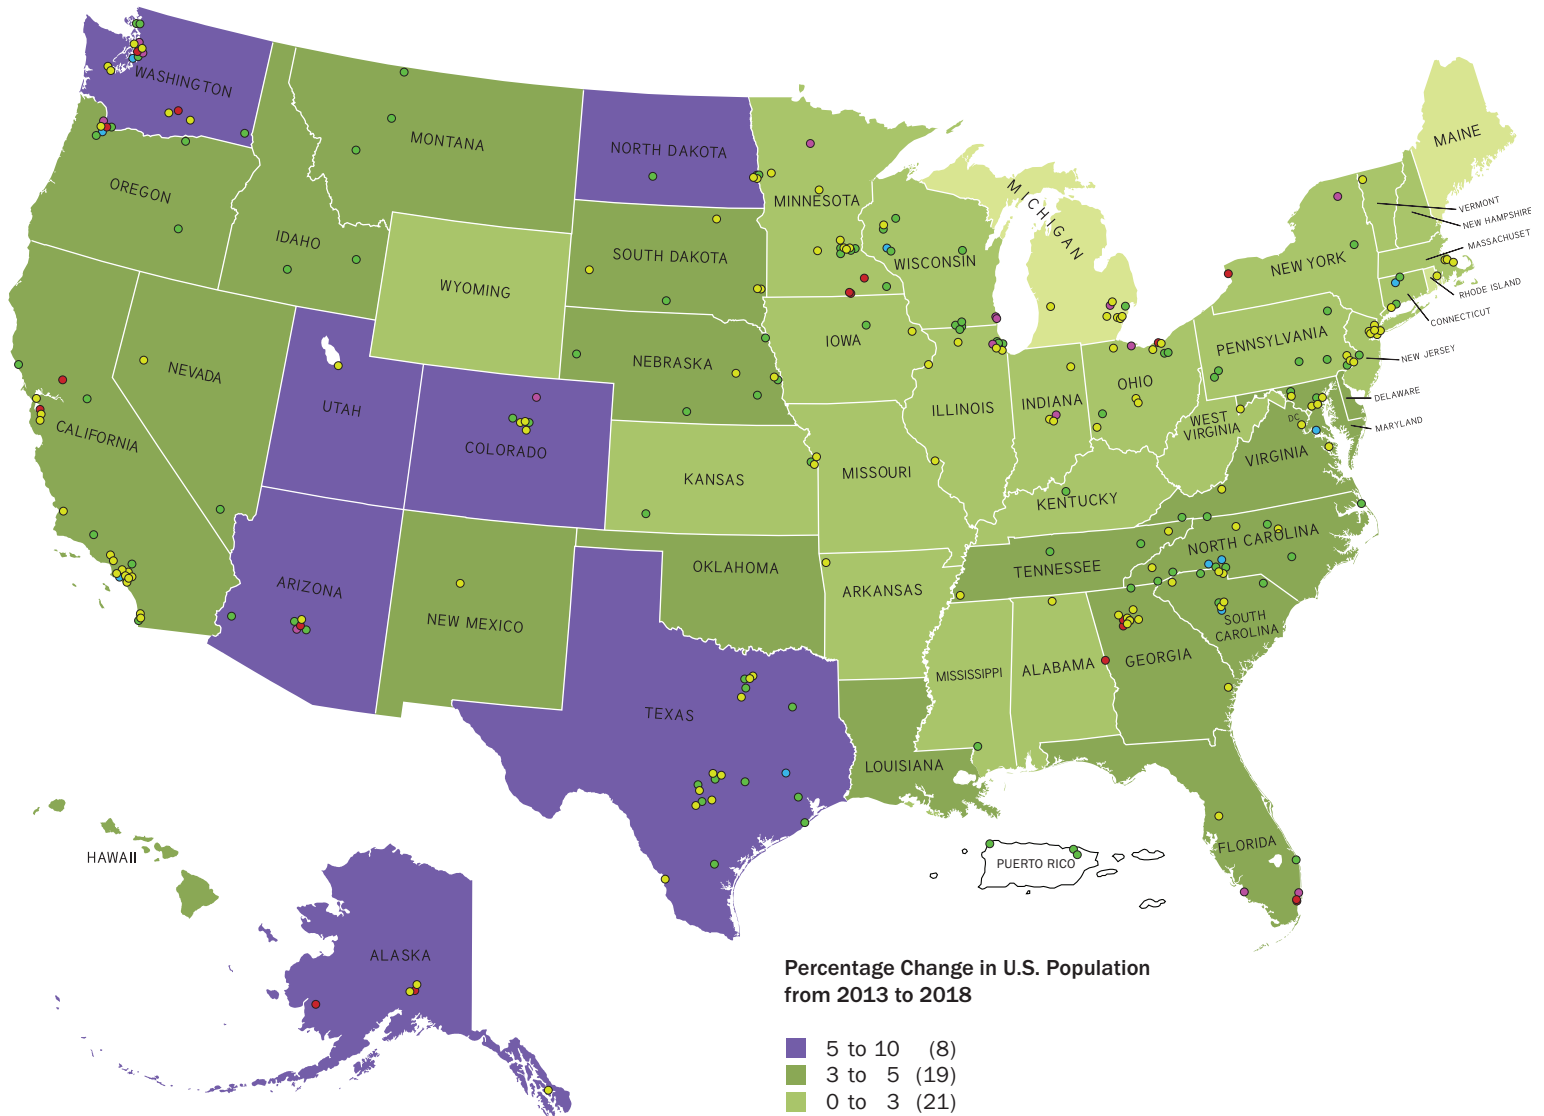 WASHINGTON
MONTANA
NORTH DAKOTA
MINNESOTA
MICHIGAN
MAINE
OREGON
IDAHO
WYOMING
SOUTH DAKOTA
WISCONSIN
NEW YORK
VERMONT
NEW HAMPSHIRE
MASSACHUSET
RHODE ISLAND
CONNECTICUT
NEVADA
UTAH
COLORADO
NEBRASKA
IOWA
ILLINOIS
INDIANA
OHIO
PENNSYLVANIA
NEW JERSEY
DELAWARE
MARYLAND
DC
CALIFORNIA
KANSAS
MISSOURI
KENTUCKY
WEST
VIRGINIA
VIRGINIA
ARIZONA
NEW MEXICO
OKLAHOMA
ARKANSAS
TENNESSEE
NORTH CAROLINA
SOUTH
CAROLINA
TEXAS
LOUISIANA
MISSISSIPPI
ALABAMA
GEORGIA
FLORIDA
HAWAII
ALASKA
PUERTO RICO
Percentage Change in U.S. Population
from 2013 to 2018
5 to 10 (8)
3 to 5 (19)
0 to 3 (21)